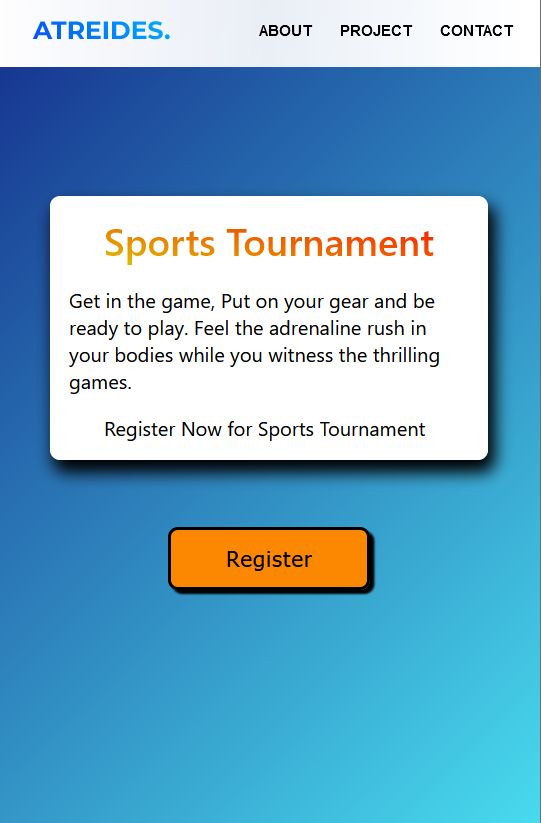 ATREIDES.
ABOUT PROJECT CONTACT
Sports Tournament
Get in the game, Put on your gear and be
ready to play. Feel the adrenaline rush in
your bodies while you witness the thrilling
games.
Register Now for Sports Tournament
Register